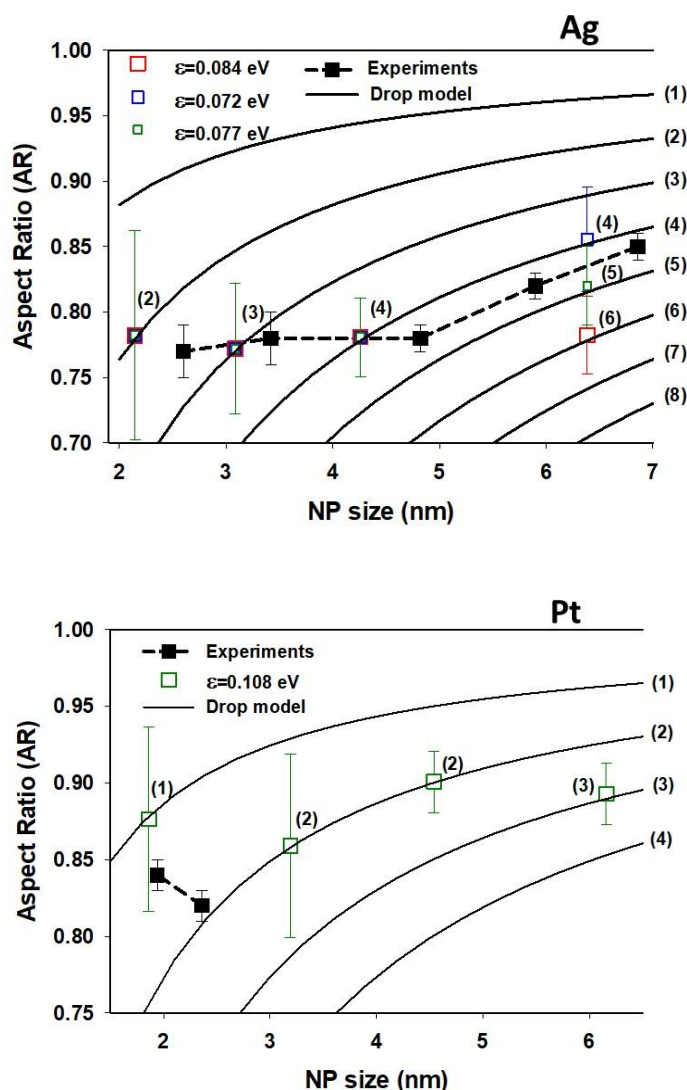 Ag
1.00
0.95
0.90
0.85
0.80
0.75
0.70
Aspect Ratio (AR)
ε=0.084 eV
ε=0.072 eV
ε=0.077 eV
Experiments
Drop model
(1)
(2)
(3)
(4)
(5)
(6)
(7)
(8)
(2)
(3)
(4)
(4)
(5)
(6)
2 3 4 5 6 7
NP size (nm)
Pt
1.00
0.95
0.90
0.85
0.80
0.75
Aspect Ratio (AR)
Experiments
ε=0.108 eV
Drop model
(1)
(2)
(3)
(4)
(1)
(2)
(2)
(3)
2 3 4 5 6
NP size (nm)